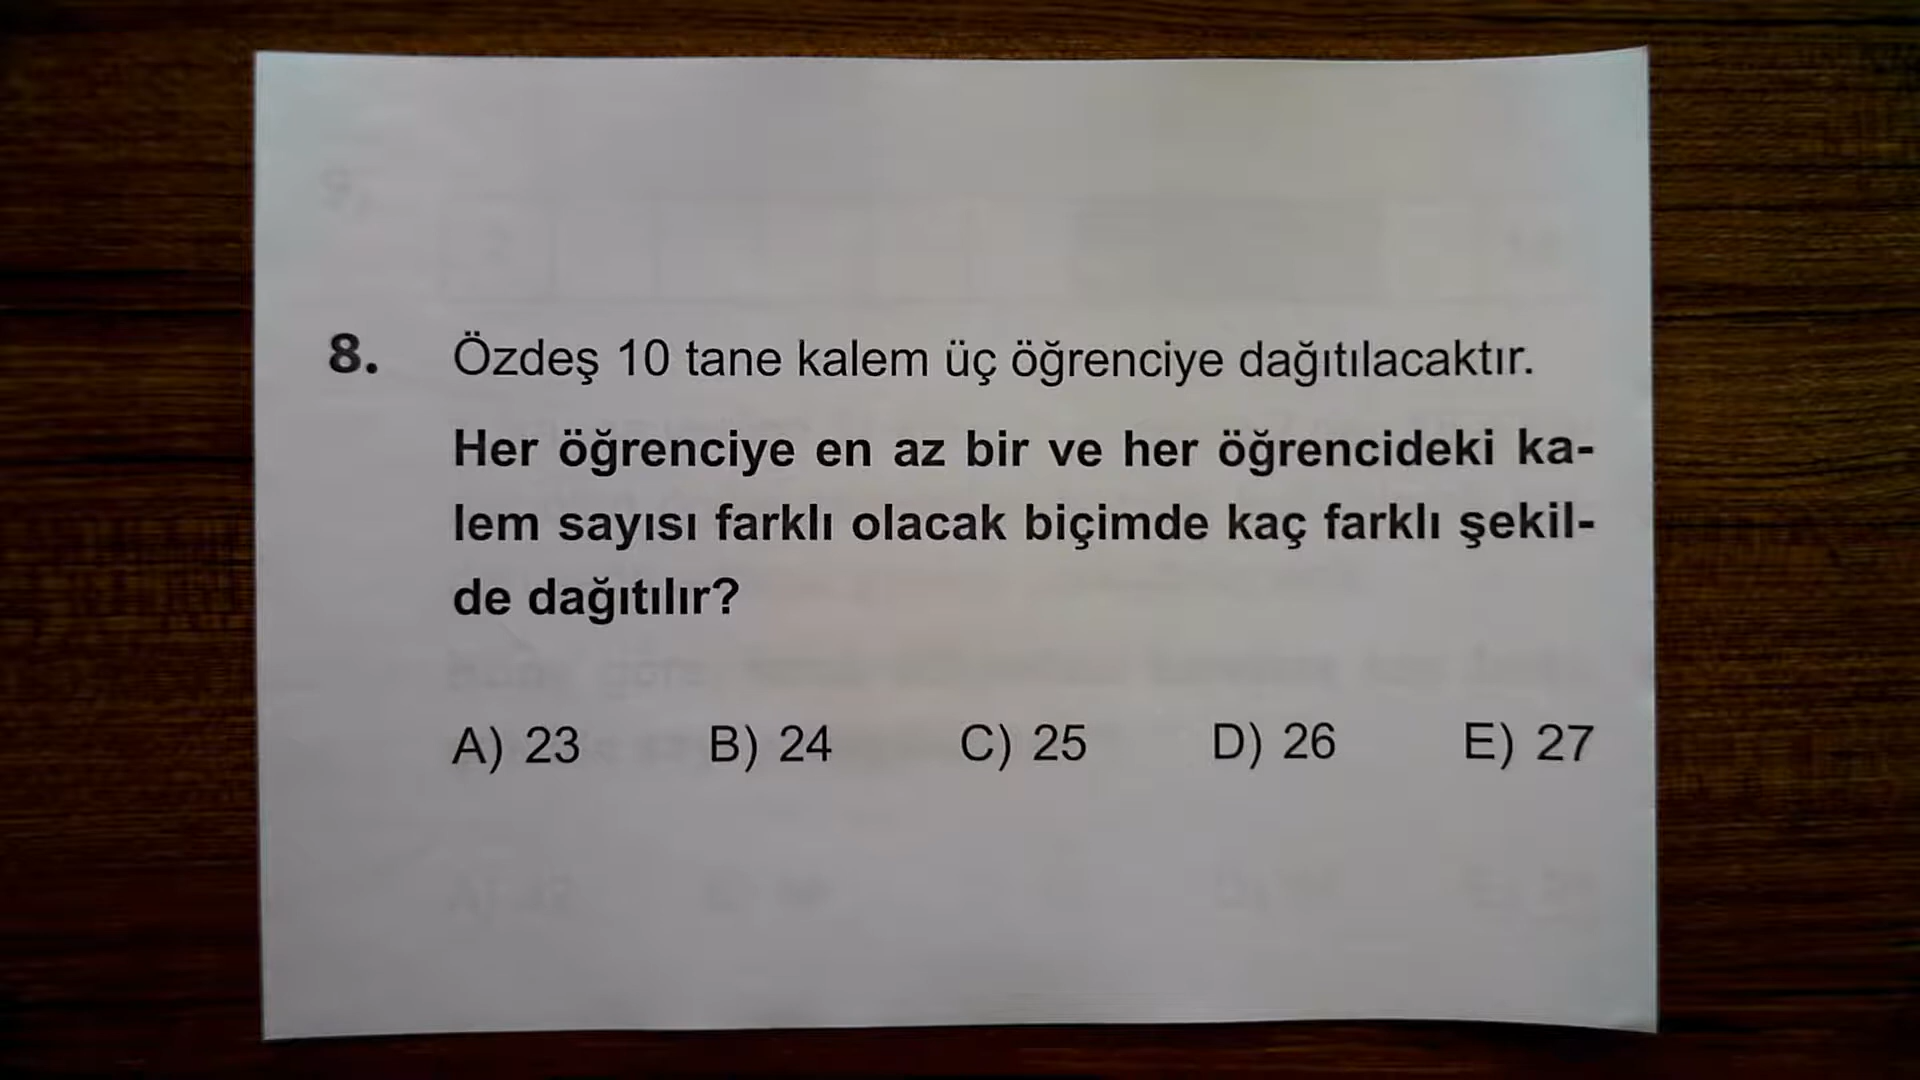 8. Özdeş 10 tane kalem üç öğrenciye dağıtılacaktır.
Her öğrenciye en az bir ve her öğrencideki ka-
lem sayısı farklı olacak biçimde kaç farklı şekil-
de dağıtılır?
A) 23 B) 24 C) 25 D) 26 E) 27